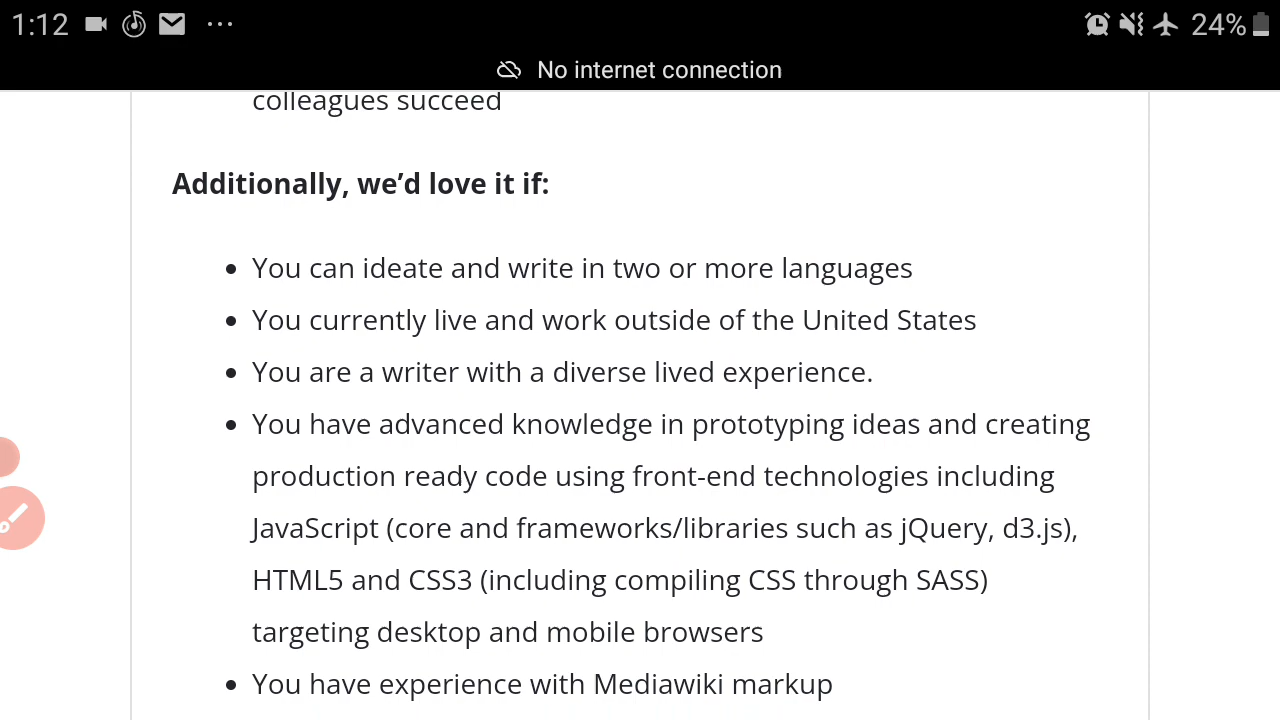 1:12 24%
No internet connection
colleagues succeed
Additionally, we’d love it if:
• You can ideate and write in two or more languages
• You currently live and work outside of the United States
• You are a writer with a diverse lived experience.
• You have advanced knowledge in prototyping ideas and creating
production ready code using front-end technologies including
JavaScript (core and frameworks/libraries such as jQuery, d3.js),
HTML5 and CSS3 (including compiling CSS through SASS)
targeting desktop and mobile browsers
• You have experience with Mediawiki markup